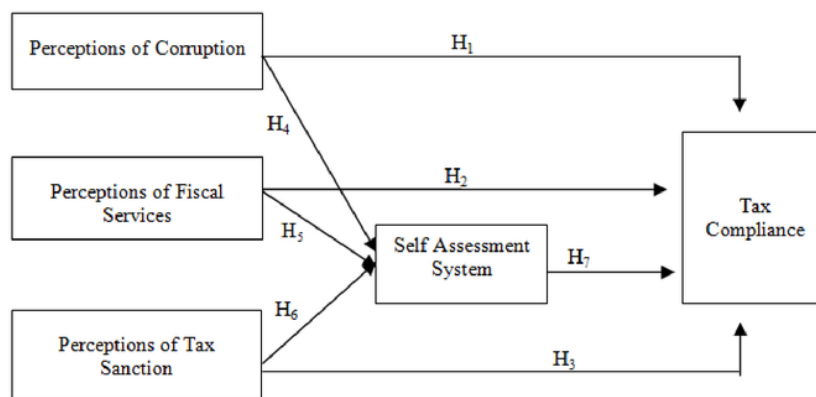 Perceptions of Corruption
H₁
H₄
Perceptions of Fiscal
Services
H₂
Tax
Compliance
H₅
Self Assessment
System
H₇
H₆
Perceptions of Tax
Sanction
H₃